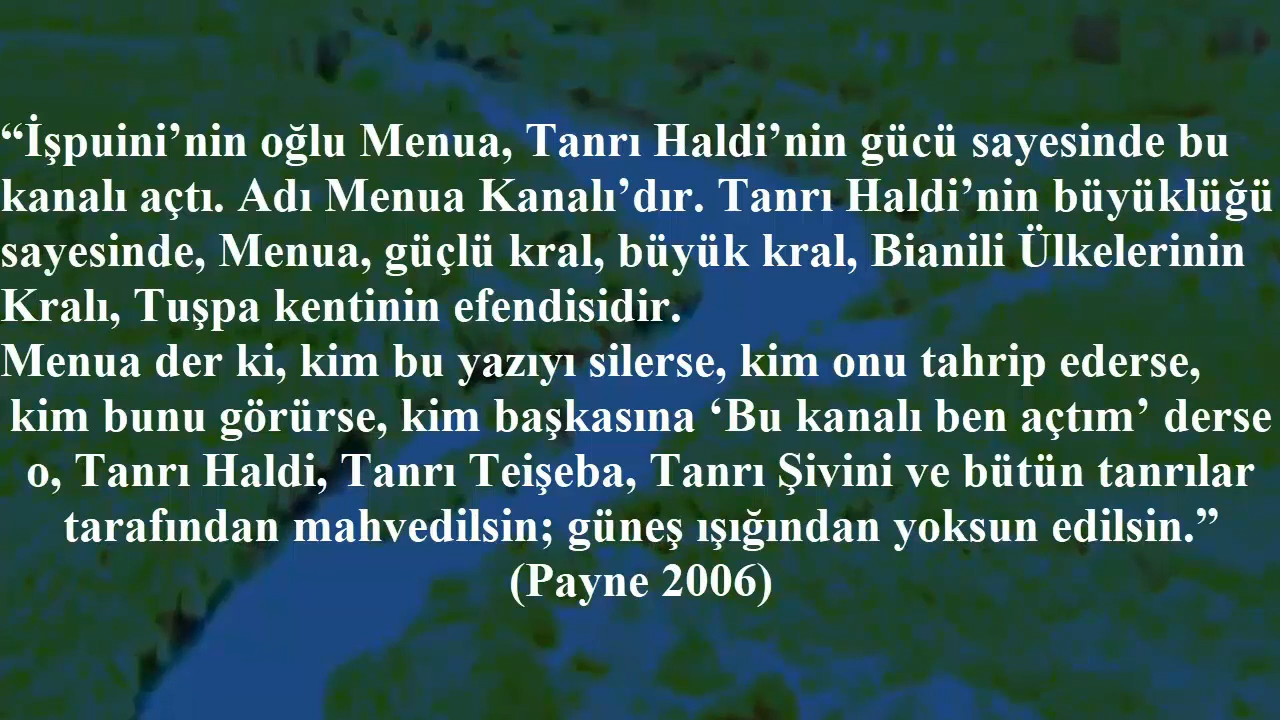 “İşpuini’nin oğlu Menua, Tanrı Haldi’nin gücü sayesinde bu
kanalı açtı. Adı Menua Kanalı’dır. Tanrı Haldi’nin büyüklüğü
sayesinde, Menua, güçlü kral, büyük kral, Bianili Ülkelerinin
Kralı, Tuşpa kentinin efendisidir.
Menua der ki, kim bu yazıyı silerse, kim onu tahrip ederse,
kim bunu görürse, kim başkasına ‘Bu kanalı ben açtım’ derse
o, Tanrı Haldi, Tanrı Teişeba, Tanrı Şivini ve bütün tanrılar
tarafından mahvedilsin; güneş ışığından yoksun edilsin.”
(Payne 2006)